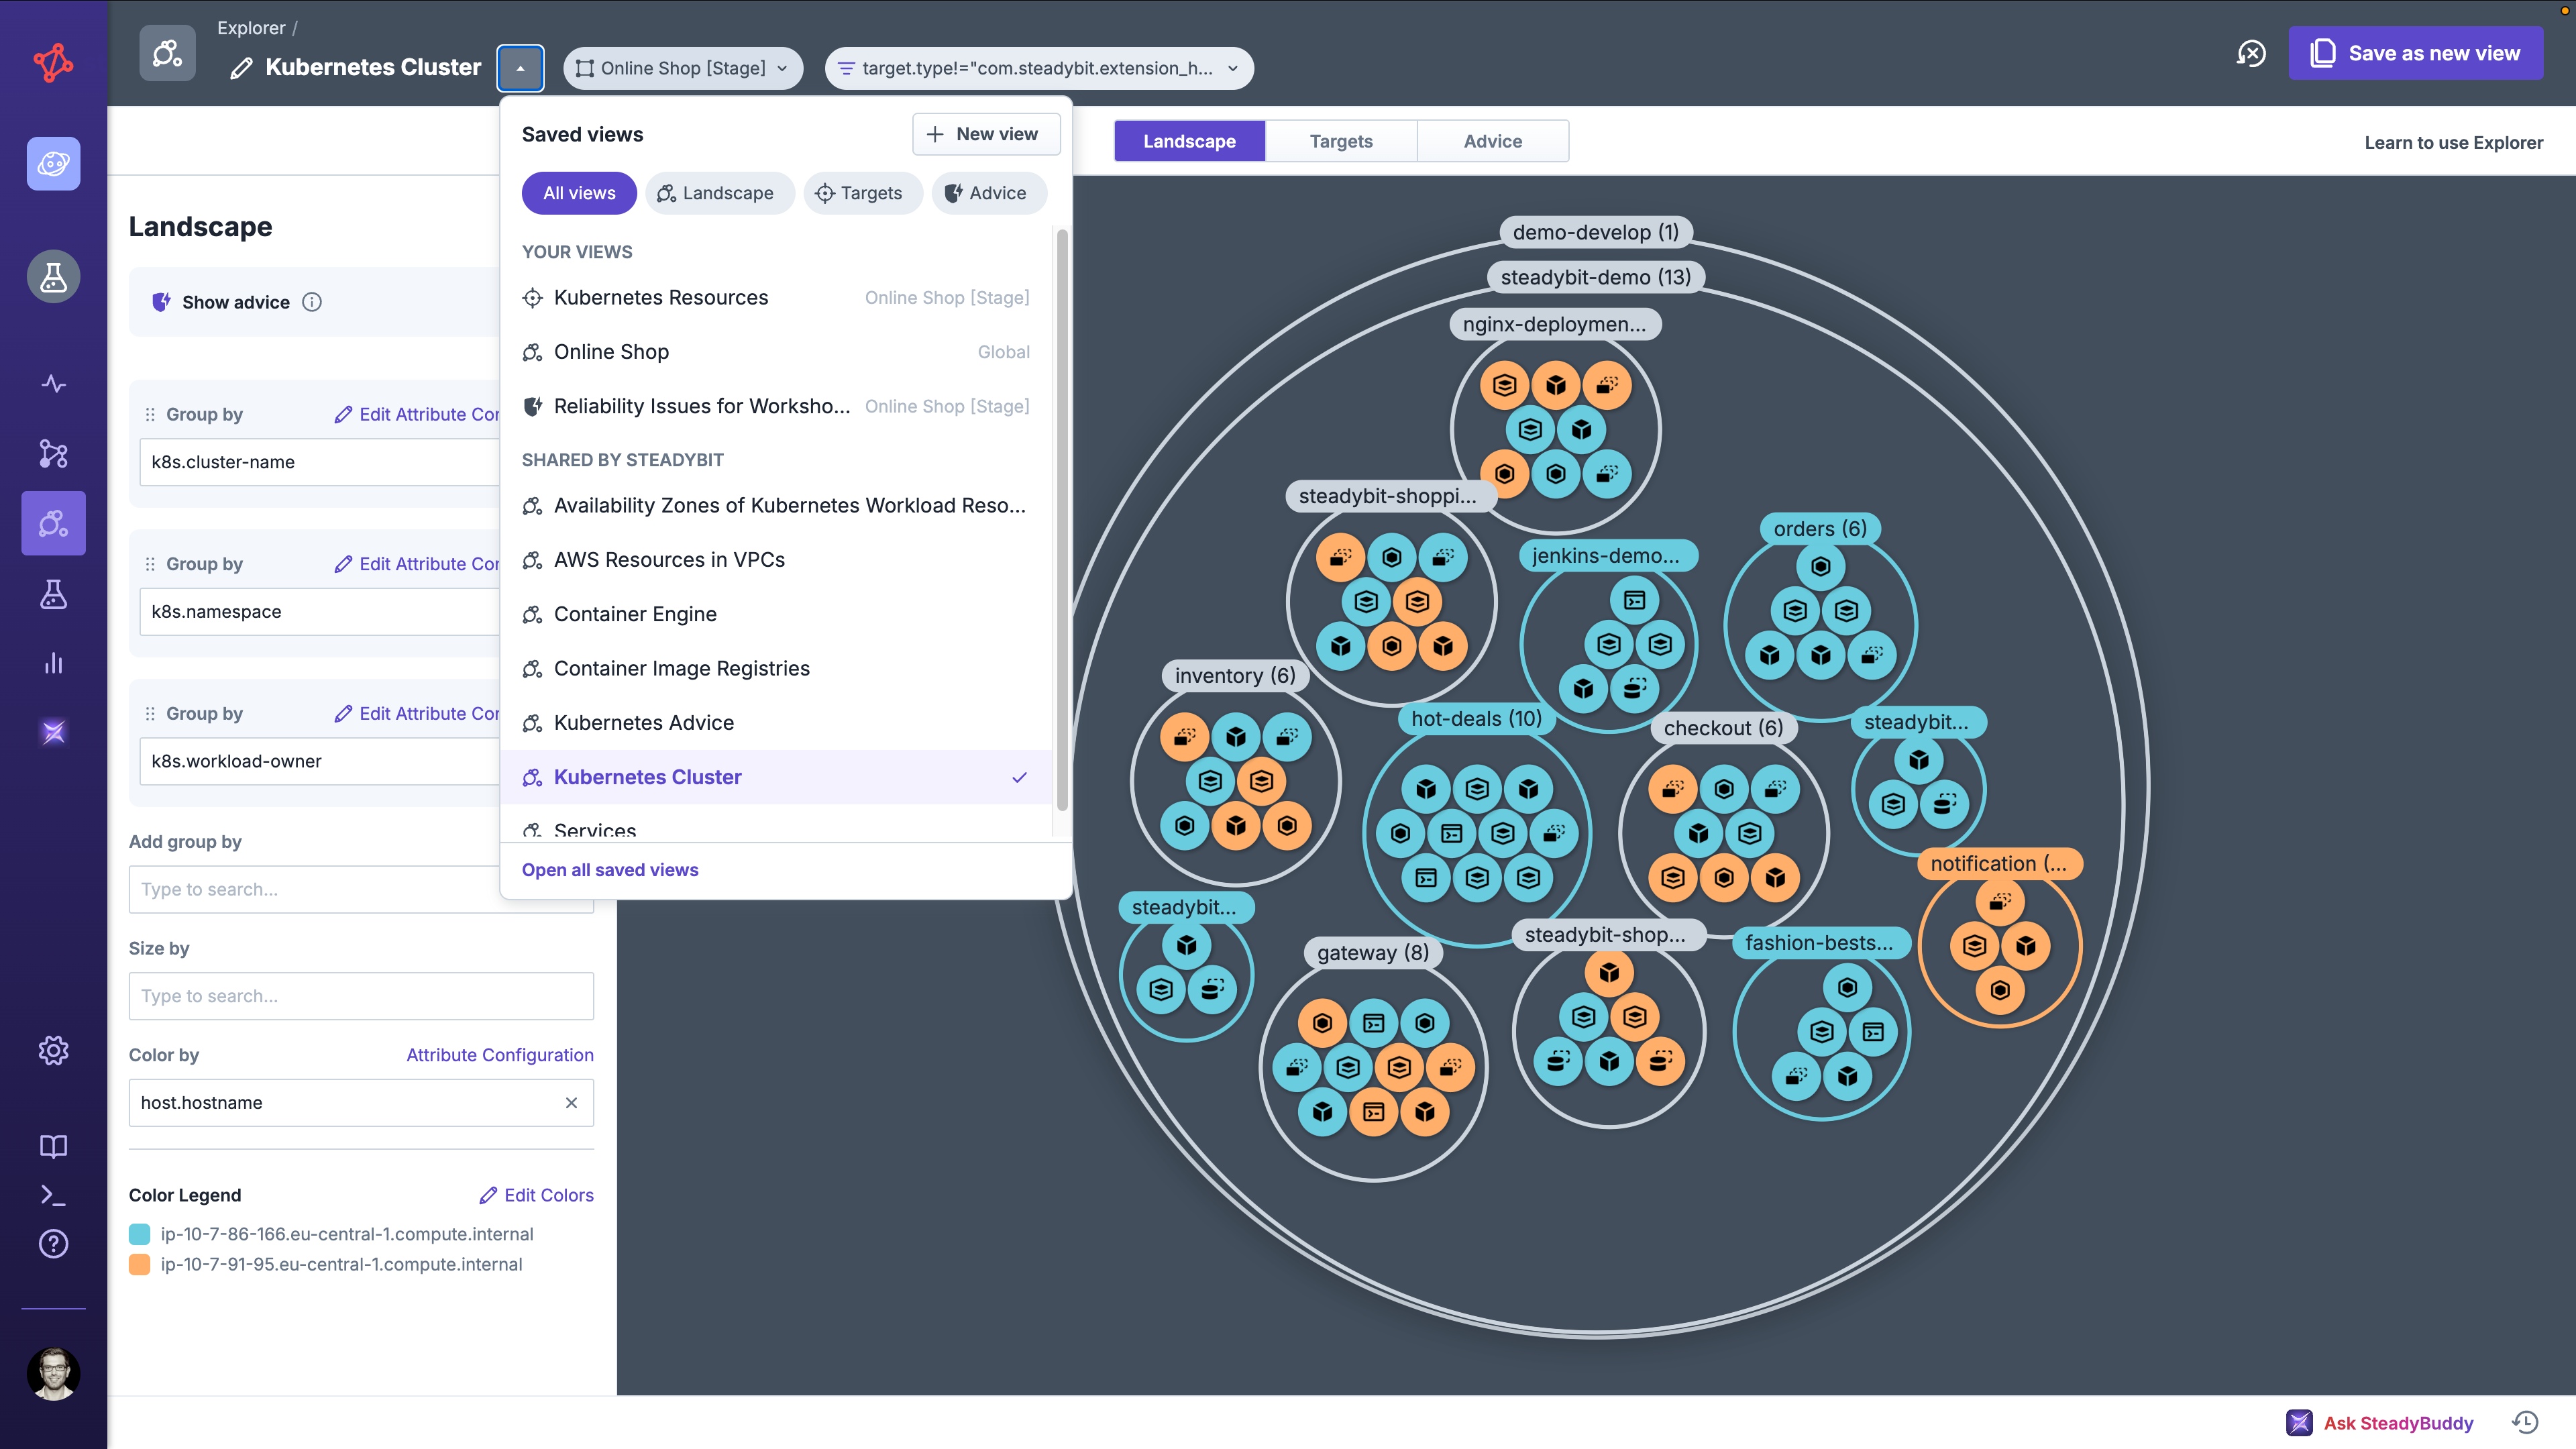 Explorer /
Kubernetes Cluster
Online Shop [Stage]
target.type!="com.steadybit.extension_h...
Save as new view
Saved views
New view
All views
Landscape
Targets
Advice
YOUR VIEWS
Kubernetes Resources
Online Shop [Stage]
Online Shop
Global
Reliability Issues for Worksho...
Online Shop [Stage]
SHARED BY STEADYBIT
Availability Zones of Kubernetes Workload Reso...
AWS Resources in VPCs
Container Engine
Container Image Registries
Kubernetes Advice
Kubernetes Cluster
Services
Open all saved views
Landscape
Targets
Advice
Learn to use Explorer
Landscape
Show advice
Group by
Edit Attribute Con
k8s.cluster-name
Group by
Edit Attribute Con
k8s.namespace
Group by
Edit Attribute Con
k8s.workload-owner
Add group by
Type to search...
Size by
Type to search...
Color by
Attribute Configuration
host.hostname
Color Legend
Edit Colors
ip-10-7-86-166.eu-central-1.compute.internal
ip-10-7-91-95.eu-central-1.compute.internal
demo-develop (1)
steadybit-demo (13)
nginx-deploymen...
steadybit-shoppi...
jenkins-demo...
orders (6)
inventory (6)
hot-deals (10)
checkout (6)
steadybit...
notification (...
steadybit...
gateway (8)
steadybit-shop...
fashion-bests...
Ask SteadyBuddy